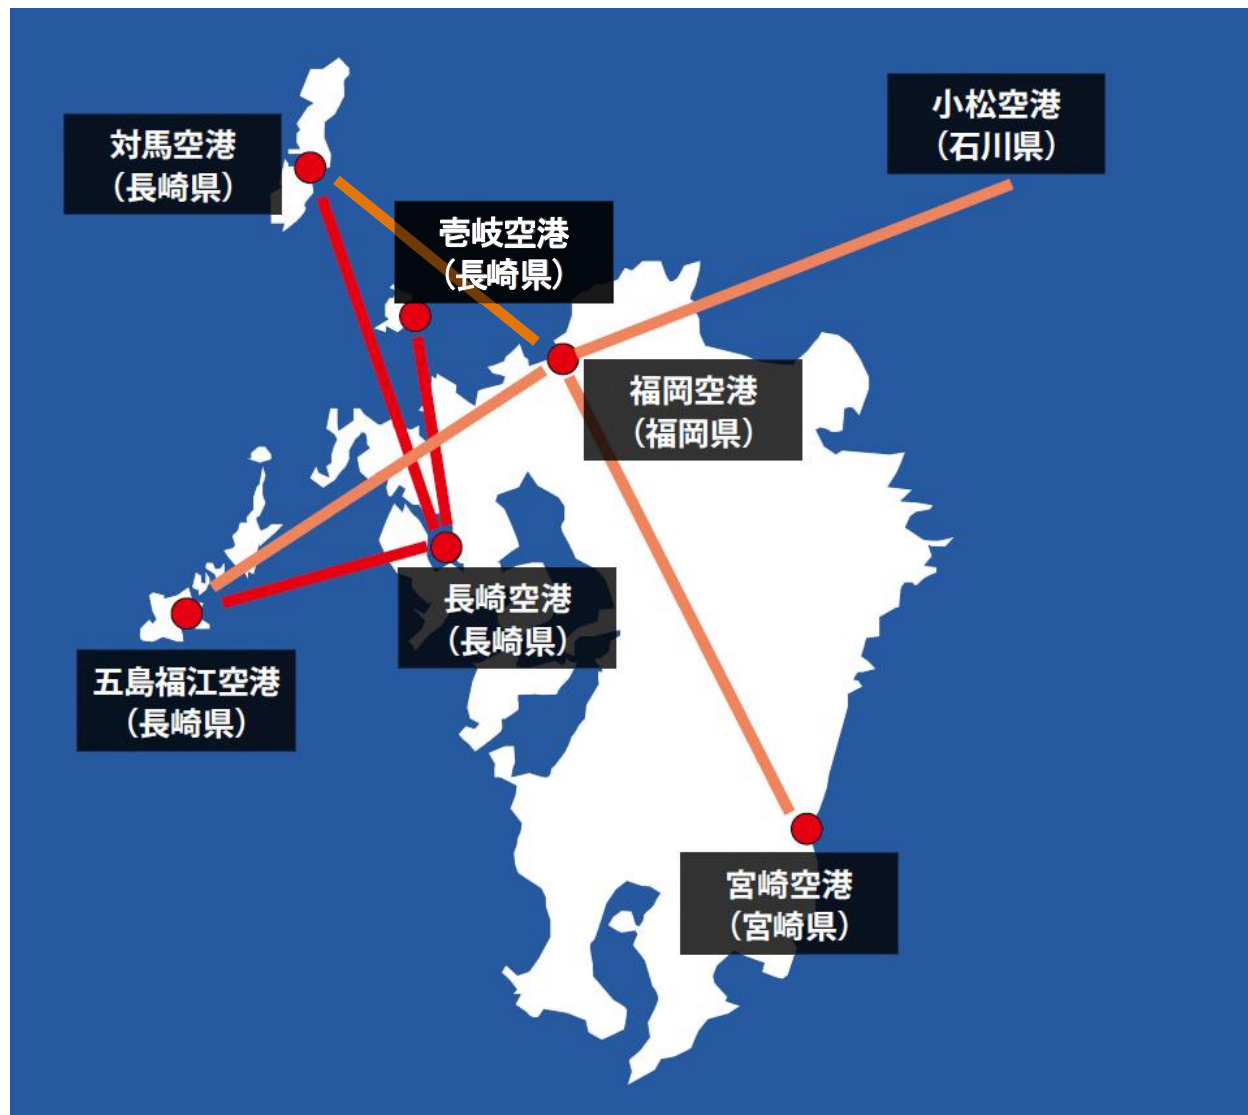 小松空港
（石川県）
対馬空港
（長崎県）
壱岐空港
（長崎県）
福岡空港
（福岡県）
長崎空港
（長崎県）
五島福江空港
（長崎県）
宮崎空港
（宮崎県）